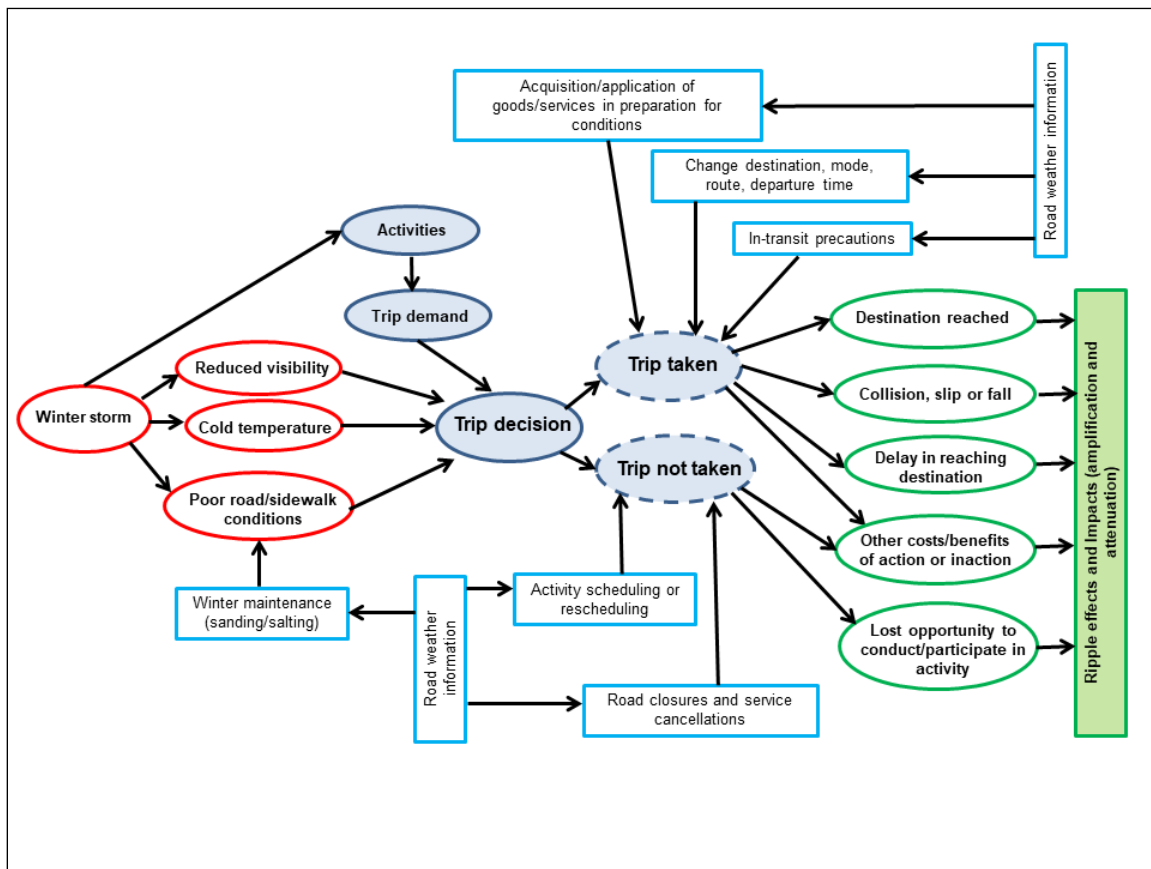 Acquisition/application of
goods/services in preparation for
conditions
Road weather information
Change destination, mode,
route, departure time
In-transit precautions
Activities
Trip demand
Destination reached
Reduced visibility
Trip taken
Collision, slip or fall
Winter storm
Cold temperature
Trip decision
Trip not taken
Delay in reaching
destination
Poor road/sidewalk
conditions
Other costs/benefits
of action or inaction
Ripple effects and Impacts (amplification and
attenuation)
Winter maintenance
(sanding/salting)
Road weather
information
Activity scheduling or
rescheduling
Lost opportunity to
conduct/participate in
activity
Road closures and service
cancellations